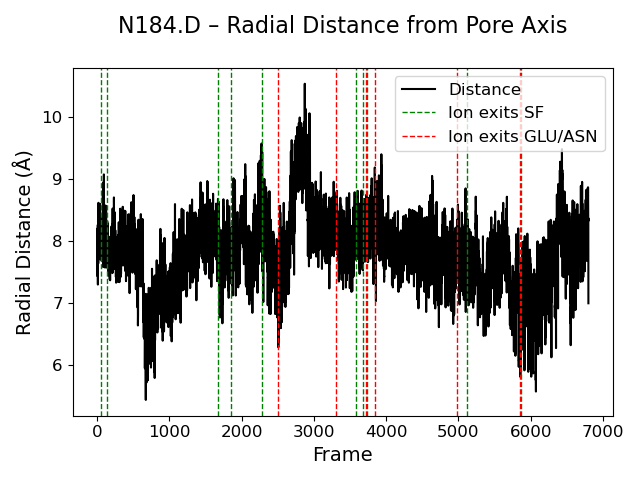 N184.D – Radial Distance from Pore Axis
Radial Distance (Å)
10
9
8
7
6
Distance
Ion exits SF
Ion exits GLU/ASN
0 1000 2000 3000 4000 5000 6000 7000
Frame